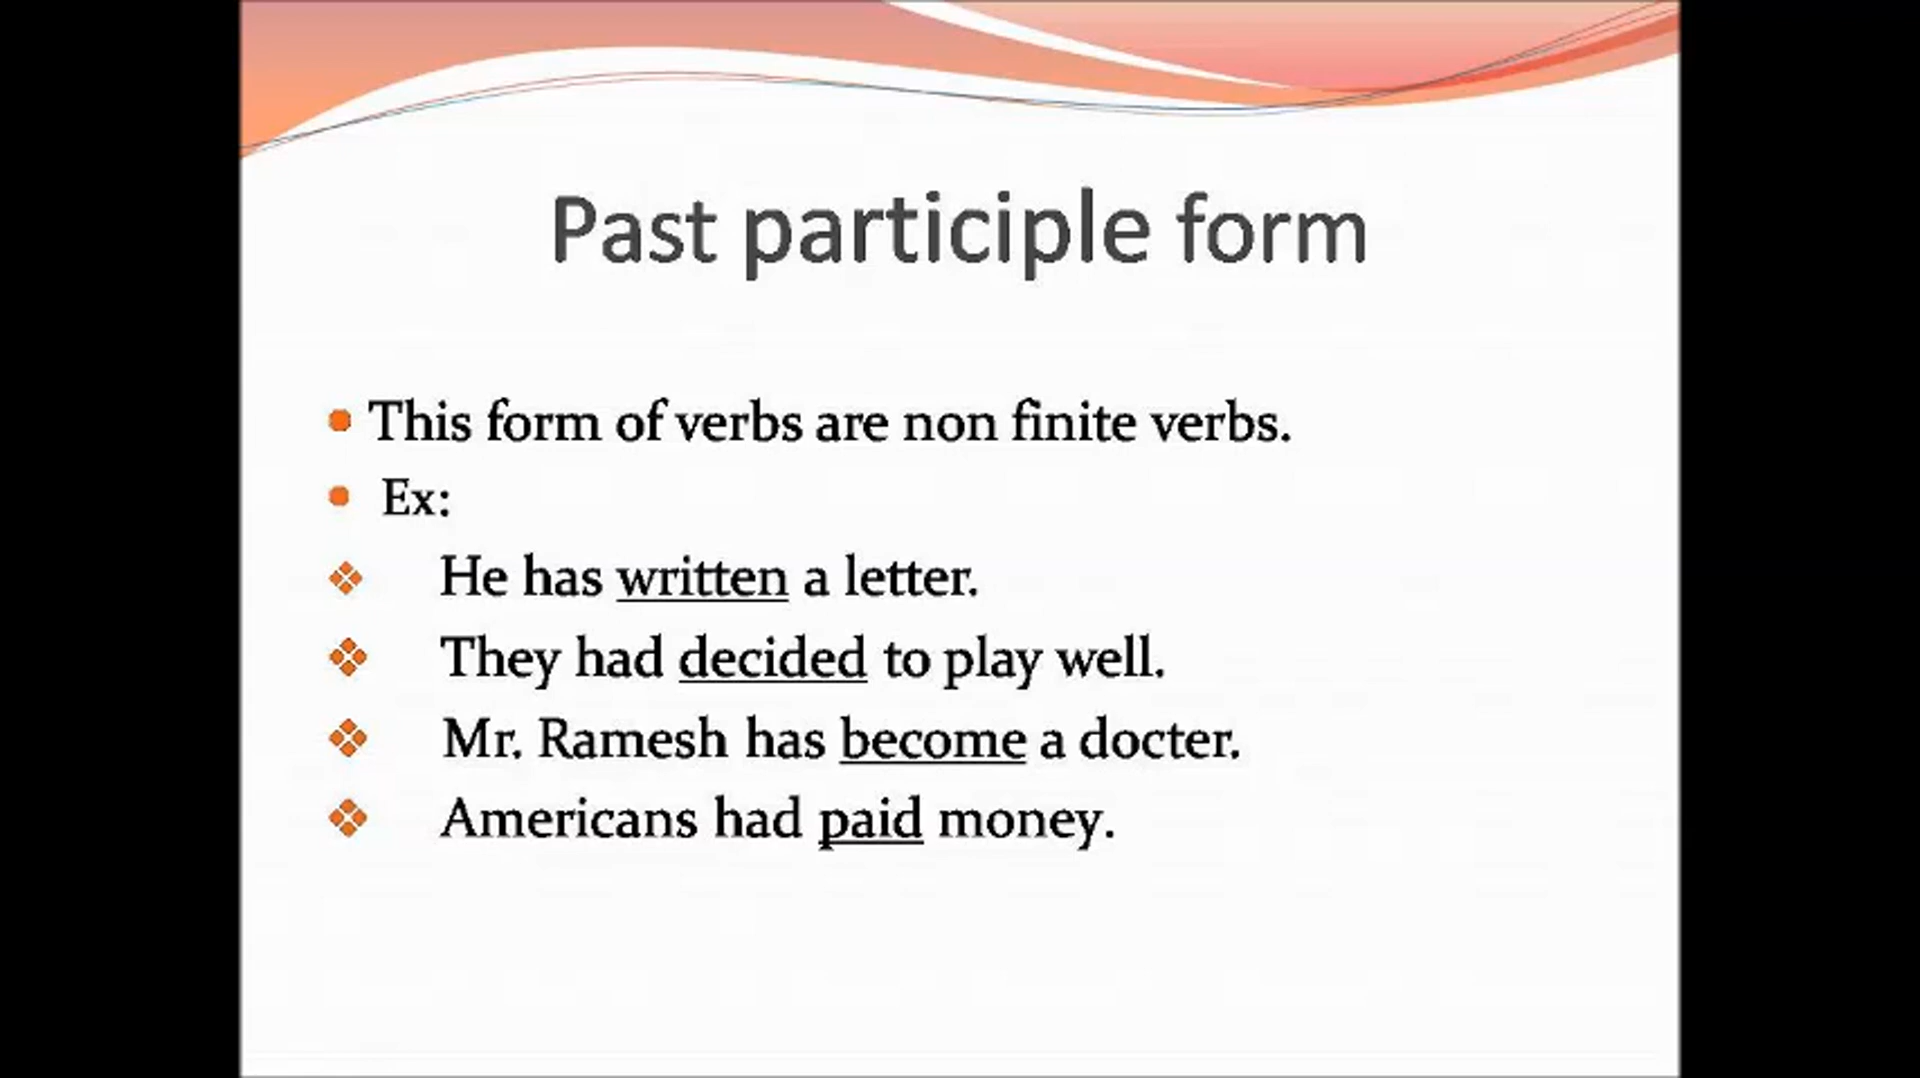 Past participle form
This form of verbs are non finite verbs.
Ex:
He has written a letter.
They had decided to play well.
Mr. Ramesh has become a docter.
Americans had paid money.